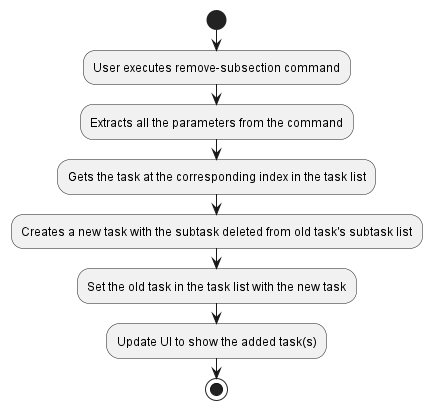 User executes remove-subsection command
Extracts all the parameters from the command
Gets the task at the corresponding index in the task list
Creates a new task with the subtask deleted from old task's subtask list
Set the old task in the task list with the new task
Update UI to show the added task(s)